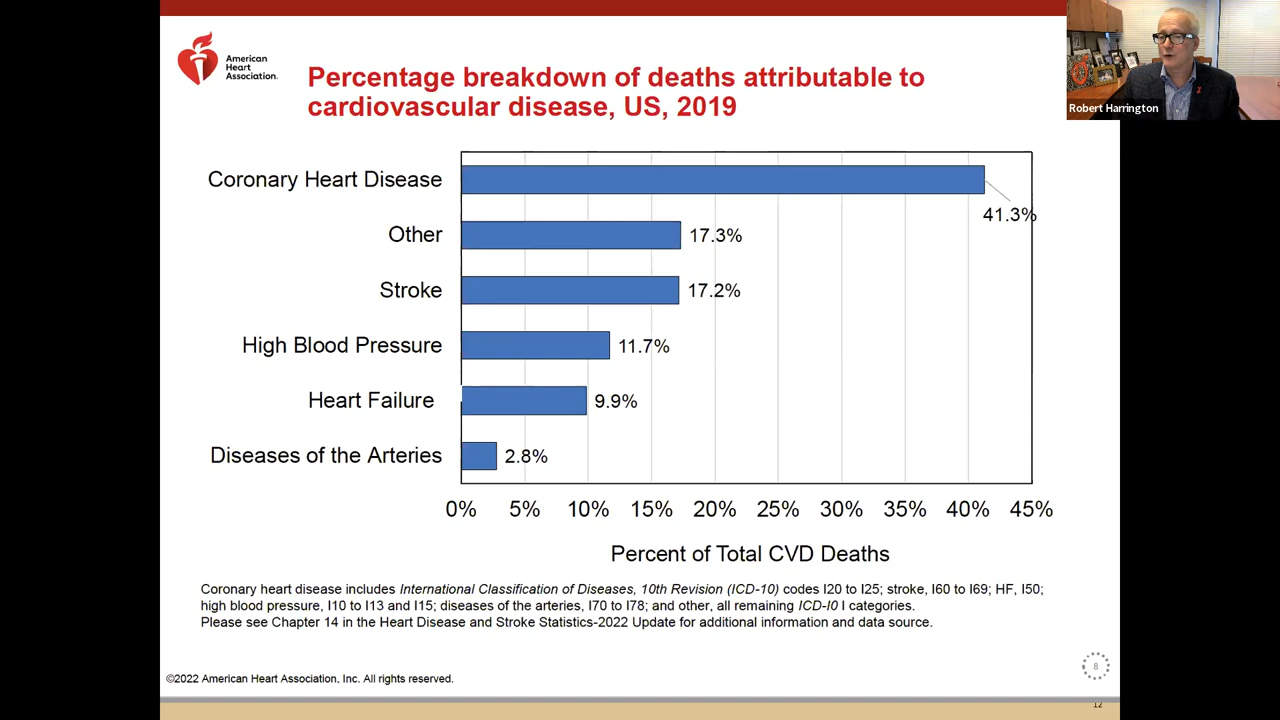 American
Heart
Association.
Percentage breakdown of deaths attributable to
cardiovascular disease, US, 2019
Robert Harrington
Coronary Heart Disease
41.3%
Other
17.3%
Stroke
17.2%
High Blood Pressure
11.7%
Heart Failure
9.9%
Diseases of the Arteries
2.8%
0% 5% 10% 15% 20% 25% 30% 35% 40% 45%
Percent of Total CVD Deaths
Coronary heart disease includes International Classification of Diseases, 10th Revision (ICD-10) codes I20 to I25; stroke, I60 to I69; HF, I50;
high blood pressure, I10 to I13 and I15; diseases of the arteries, I70 to I78; and other, all remaining ICD-I0 I categories.
Please see Chapter 14 in the Heart Disease and Stroke Statistics-2022 Update for additional information and data source.
8
©2022 American Heart Association, Inc. All rights reserved.
12